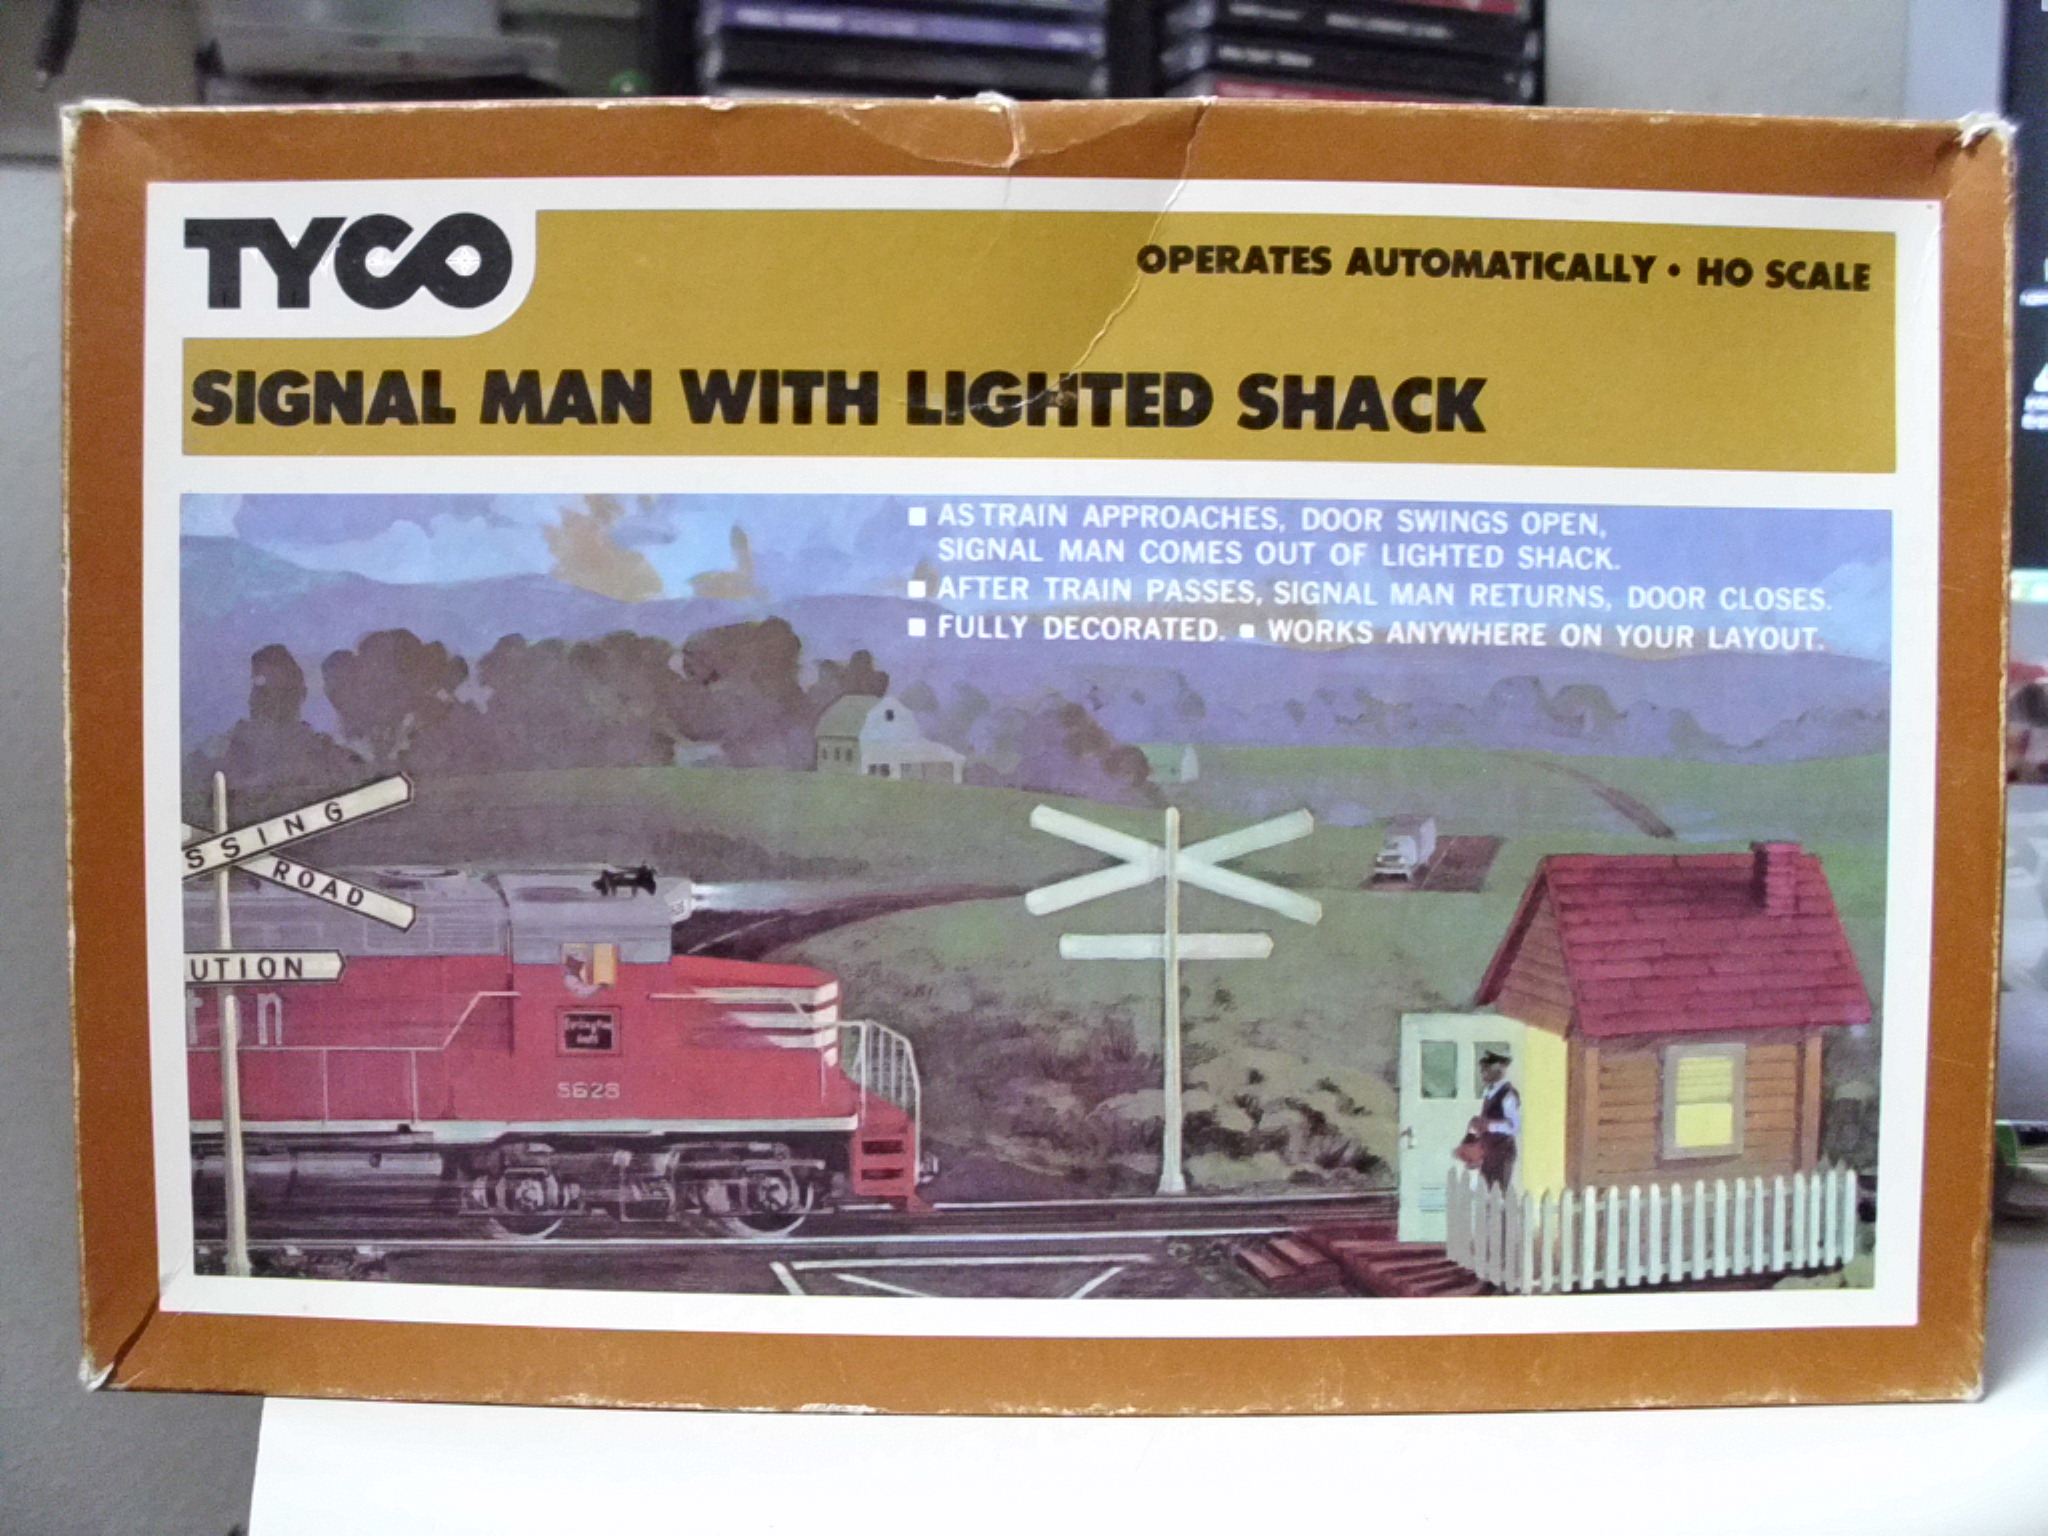 TYCO
OPERATES AUTOMATICALLY • HO SCALE
SIGNAL MAN WITH LIGHTED SHACK
■ AS TRAIN APPROACHES, DOOR SWINGS OPEN,
SIGNAL MAN COMES OUT OF LIGHTED SHACK.
■ AFTER TRAIN PASSES, SIGNAL MAN RETURNS, DOOR CLOSES.
■ FULLY DECORATED. ■ WORKS ANYWHERE ON YOUR LAYOUT.
SSING
ROAD
UTION
ton
5628